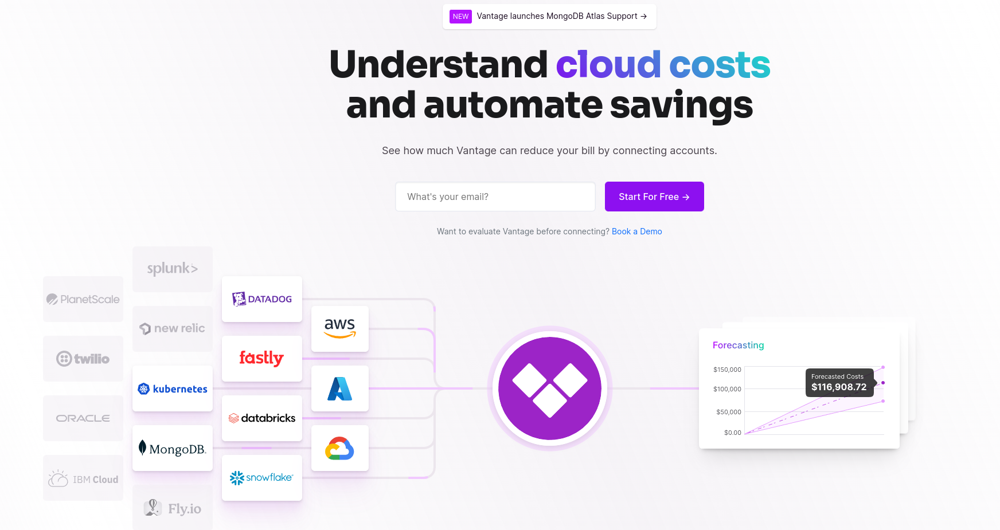 NEW Vantage launches MongoDB Atlas Support →
Understand cloud costs
and automate savings
See how much Vantage can reduce your bill by connecting accounts.
What's your email?
Start For Free →
Want to evaluate Vantage before connecting? Book a Demo
splunk>
PlanetScale
DATADOG
new relic
aws
twilio
fastly
kubernetes
ORACLE
databricks
MongoDB.
IBM Cloud
snowflake
Fly.io
Forecasting
$150,000
$100,000
$50,000
$0.00
Forecasted Costs
$116,908.72